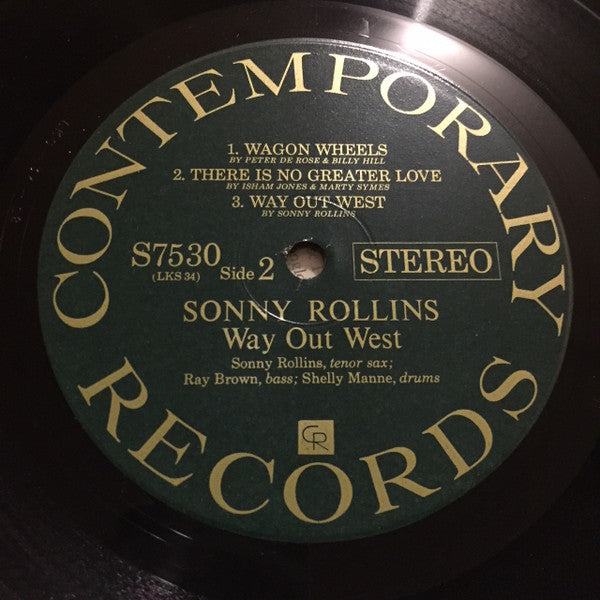 CONTEMPORARY
1. WAGON WHEELS
BY PETER DE ROSE & BILLY HILL
2. THERE IS NO GREATER LOVE
BY ISHAM JONES & MARTY SYMES
3. WAY OUT WEST
BY SONNY ROLLINS
S7530 Side 2 STEREO
(LKS 34)
SONNY ROLLINS
Way Out West
Sonny Rollins, tenor sax;
Ray Brown, bass; Shelly Manne, drums
CR
RECORDS